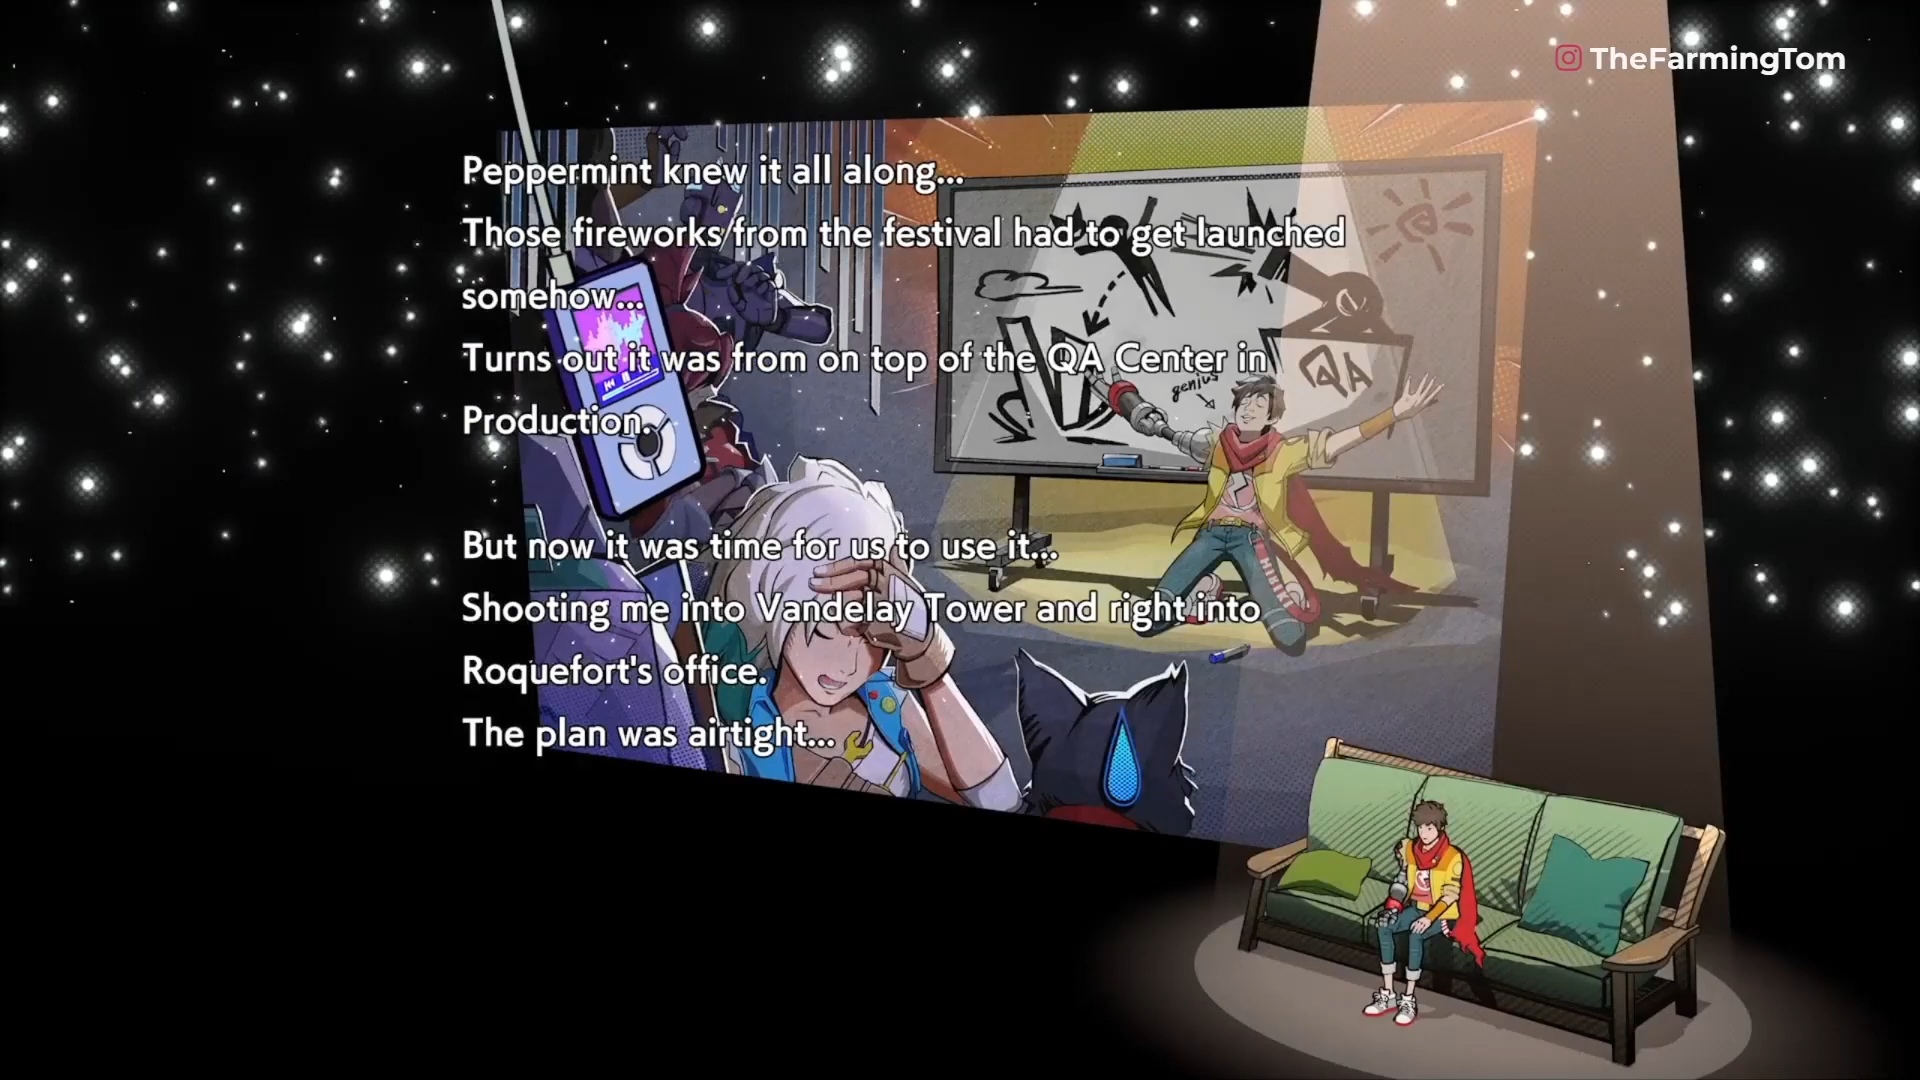 TheFarmingTom
Peppermint knew it all along...
Those fireworks from the festival had to get launched
somehow...
Turns out it was from on top of the QA Center in
Production.
But now it was time for us to use it...
Shooting me into Vandelay Tower and right into
Roquefort's office.
The plan was airtight...
genius
QA